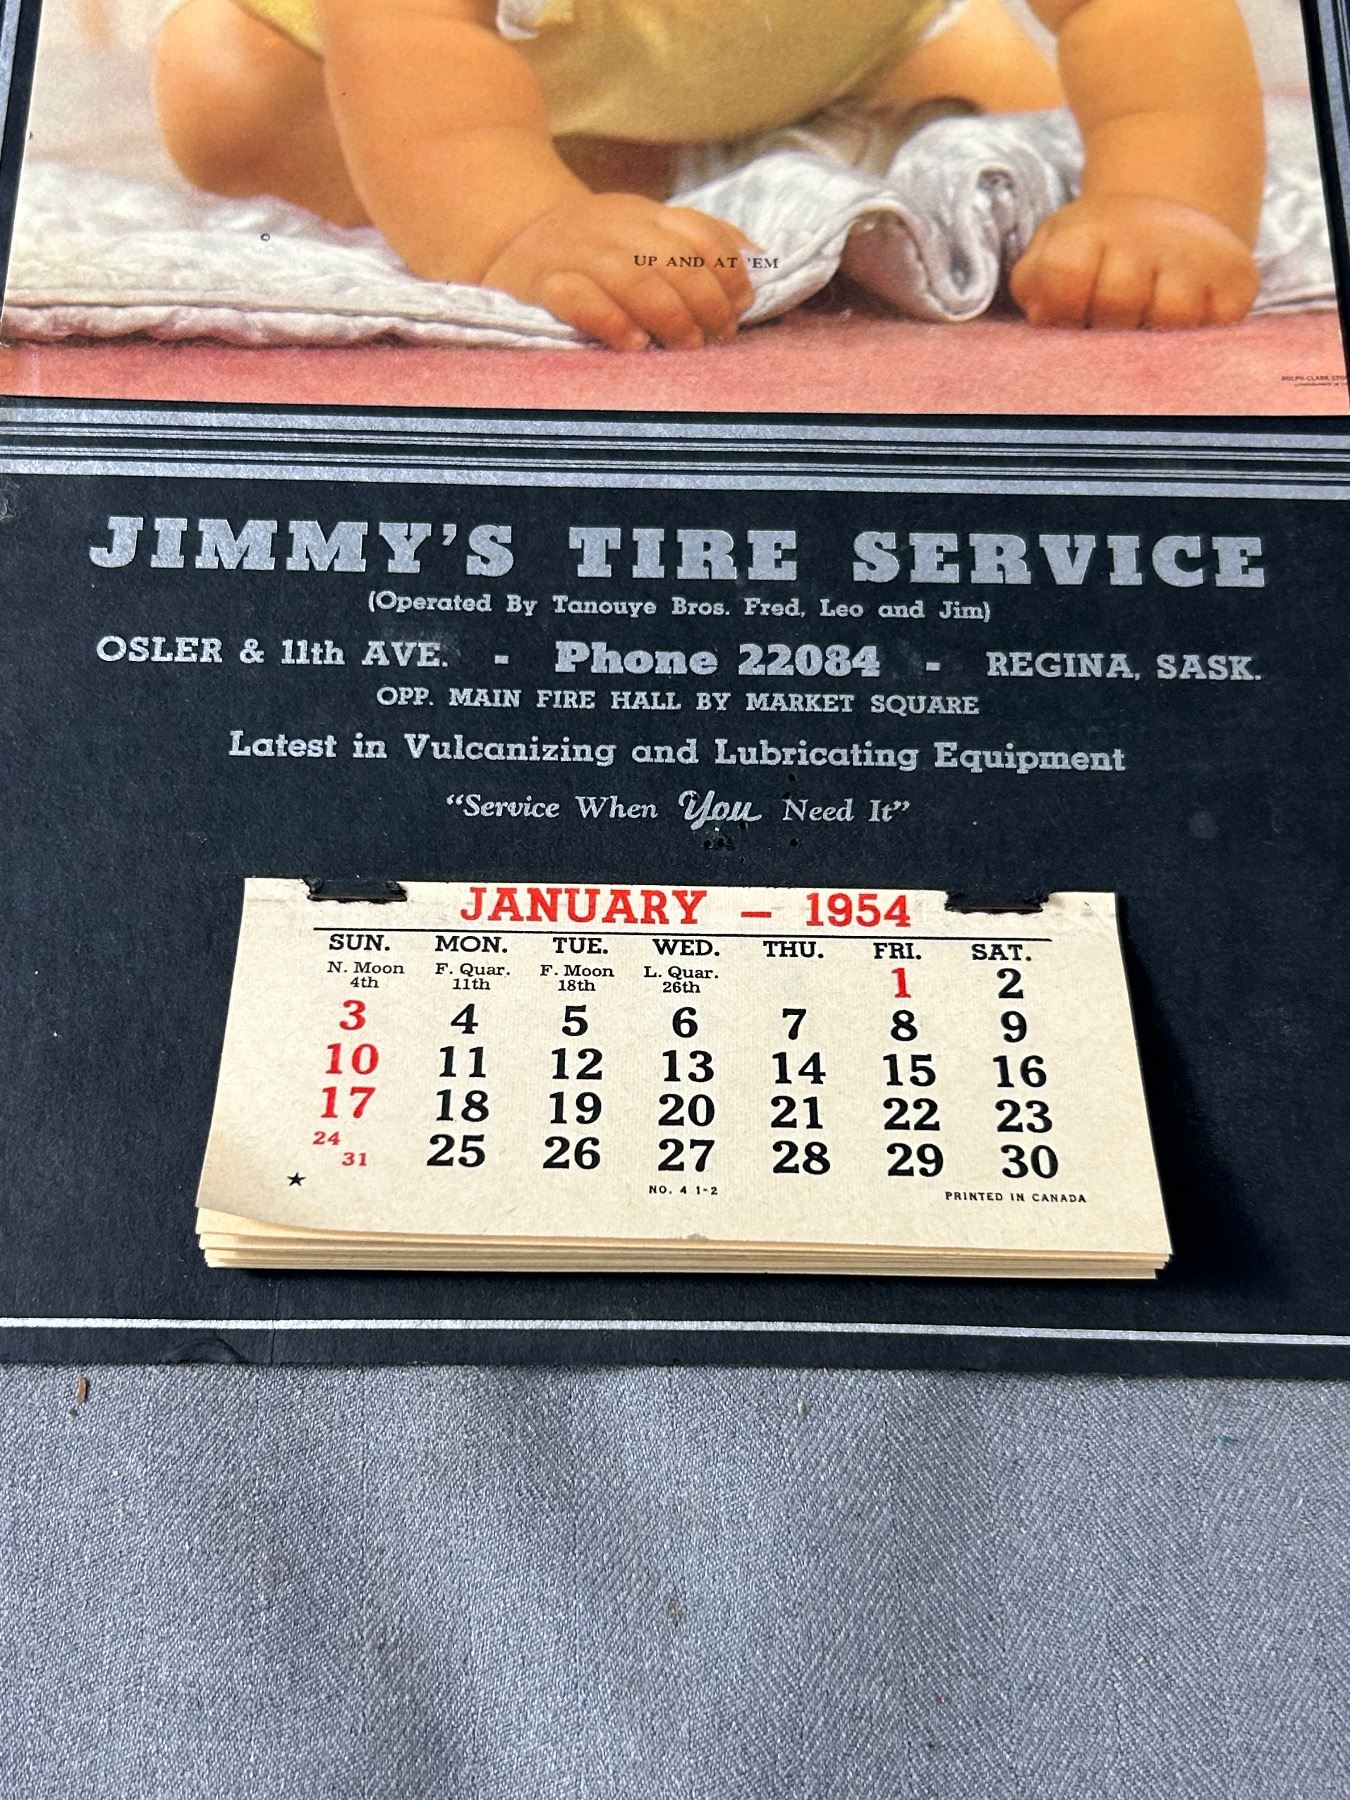 ©
UP AND AT 'EM
JIMMY'S TIRE SERVICE
(Operated By Tanouye Bros. Fred, Leo and Jim)
OSLER & 11th AVE. - Phone 22084 - REGINA, SASK.
OPP. MAIN FIRE HALL BY MARKET SQUARE
Latest in Vulcanizing and Lubricating Equipment
"Service When You Need It"
JANUARY – 1954
SUN. MON. TUE. WED. THU. FRI. SAT.
N. Moon 4th F. Quar. 11th F. Moon 18th L. Quar. 26th 1 2
3 4 5 6 7 8 9
10 11 12 13 14 15 16
17 18 19 20 21 22 23
24 31 25 26 27 28 29 30
★ NO. 4 1-2 PRINTED IN CANADA